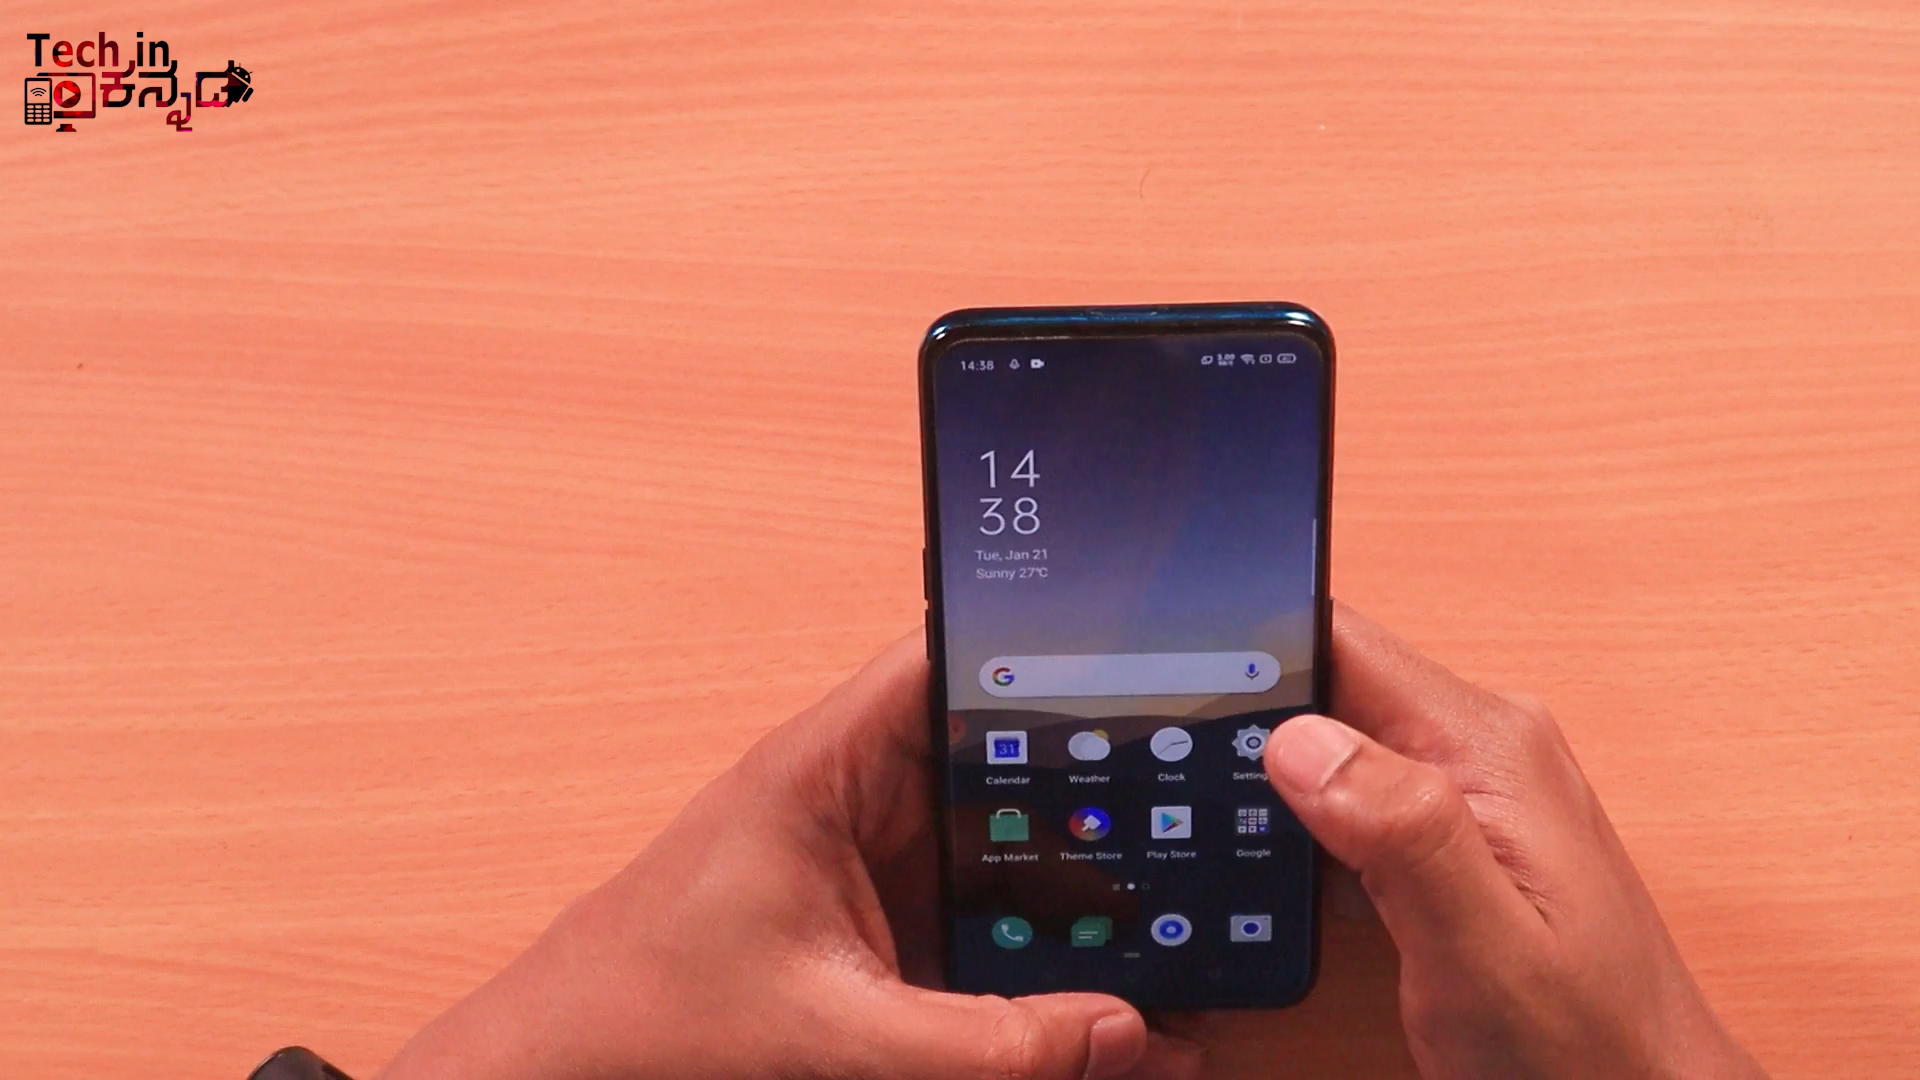 Tech in
ಕನ್ನಡ
14:38
14
38
Tue, Jan 21
Sunny 27°C
G
31
Calendar
Weather
Clock
Setting
App Market
Theme Store
Play Store
Google